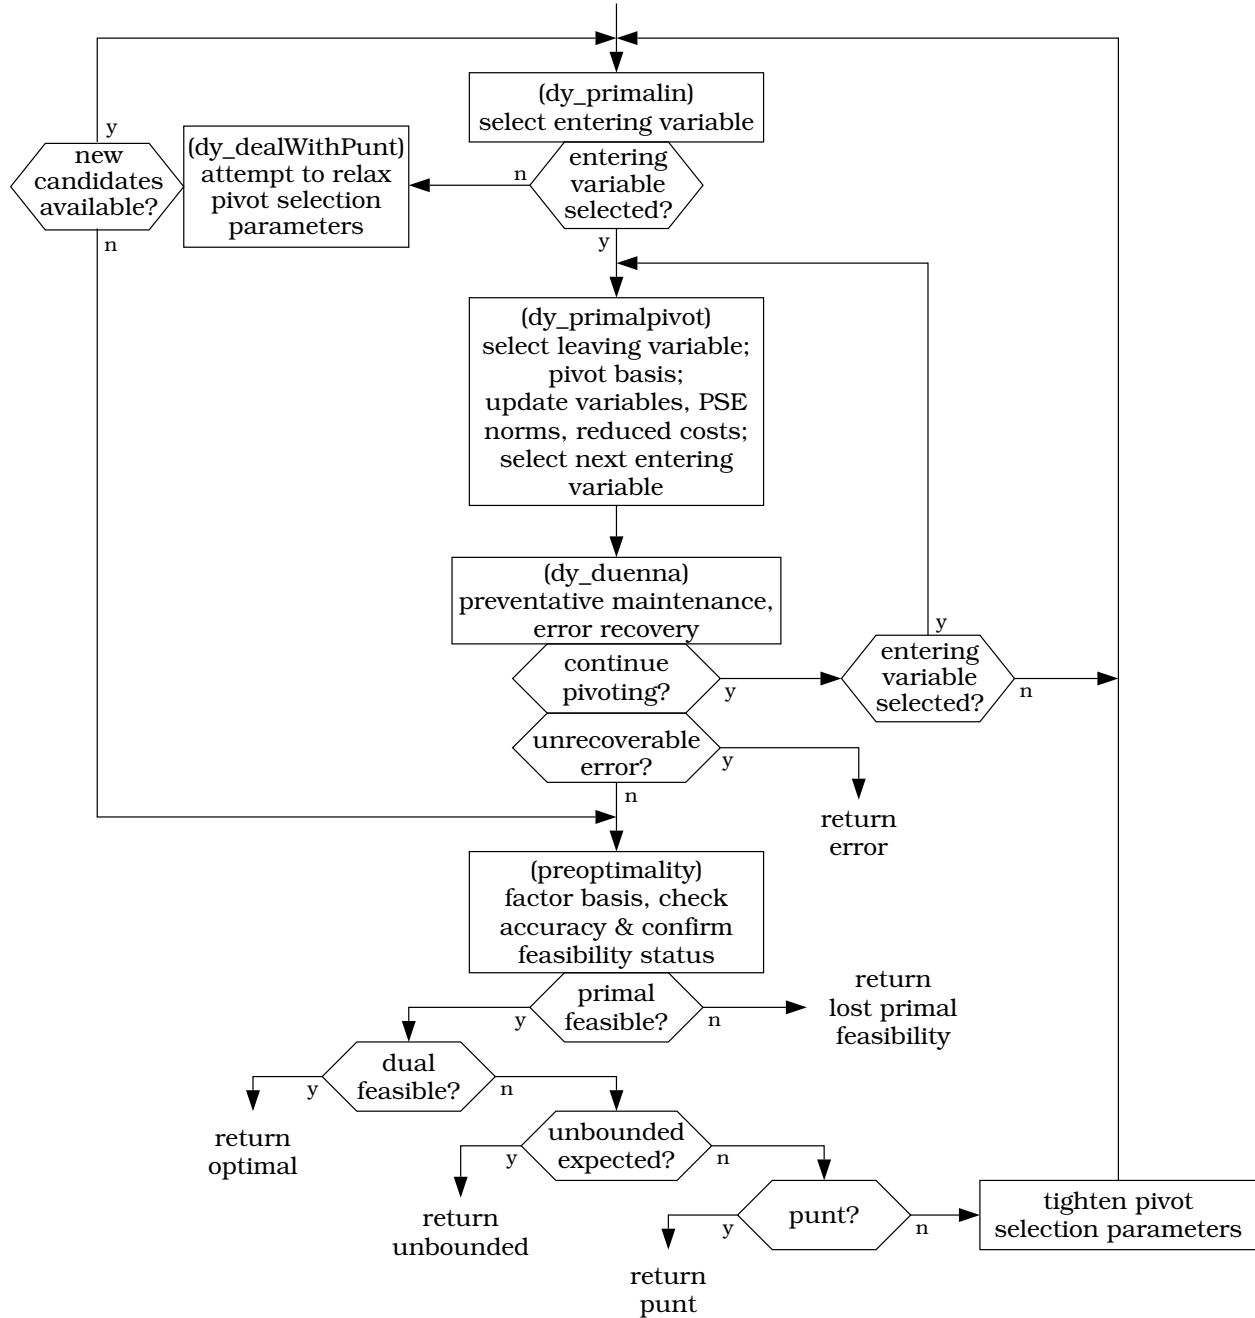 (dy_primalin)
select entering variable
y
new
candidates
available?
n
(dy_dealWithPunt)
attempt to relax
pivot selection
parameters
n
entering
variable
selected?
y
(dy_primalpivot)
select leaving variable;
pivot basis;
update variables, PSE
norms, reduced costs;
select next entering
variable
(dy_duenna)
preventative maintenance,
error recovery
continue
pivoting?
y
y
entering
variable
selected?
n
unrecoverable
error?
y
n
return
error
(preoptimality)
factor basis, check
accuracy & confirm
feasibility status
primal
feasible?
y
n
return
lost primal
feasibility
dual
feasible?
y
n
return
optimal
unbounded
expected?
y
n
return
unbounded
punt?
y
n
tighten pivot
selection parameters
return
punt